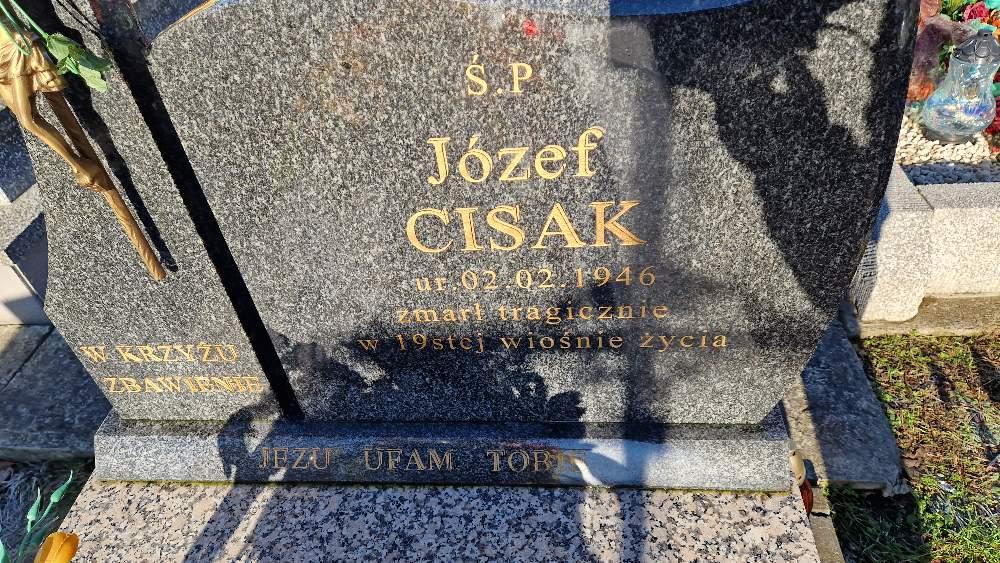 Ś.P
Józef
CISAK
ur.02.02.1946
zmarł tragicznie
w 19stej wiośnie życia
W KRZYŻU
ZBAWIENIE
JEZU UFAM TOBIE